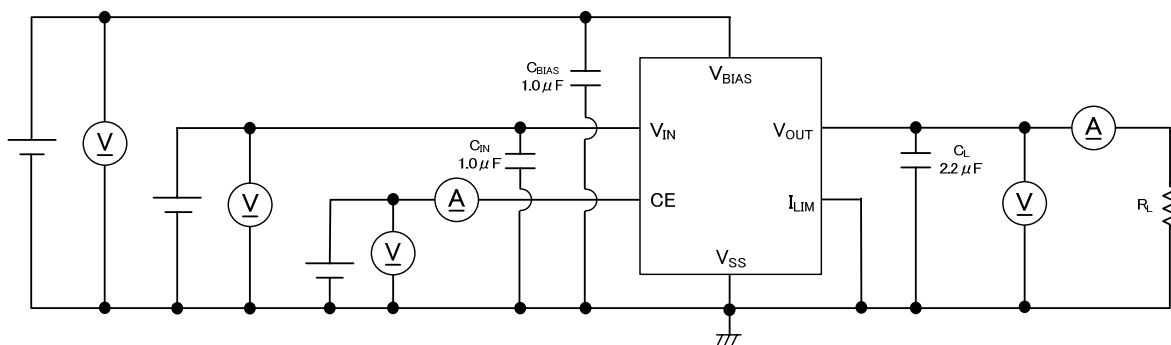 C_BIAS
1.0μF
V_BIAS
V
V_IN
V_OUT
A
C_IN
1.0μF
C_L
2.2μF
V
A
CE
I_LIM
V
R_L
V
V_SS